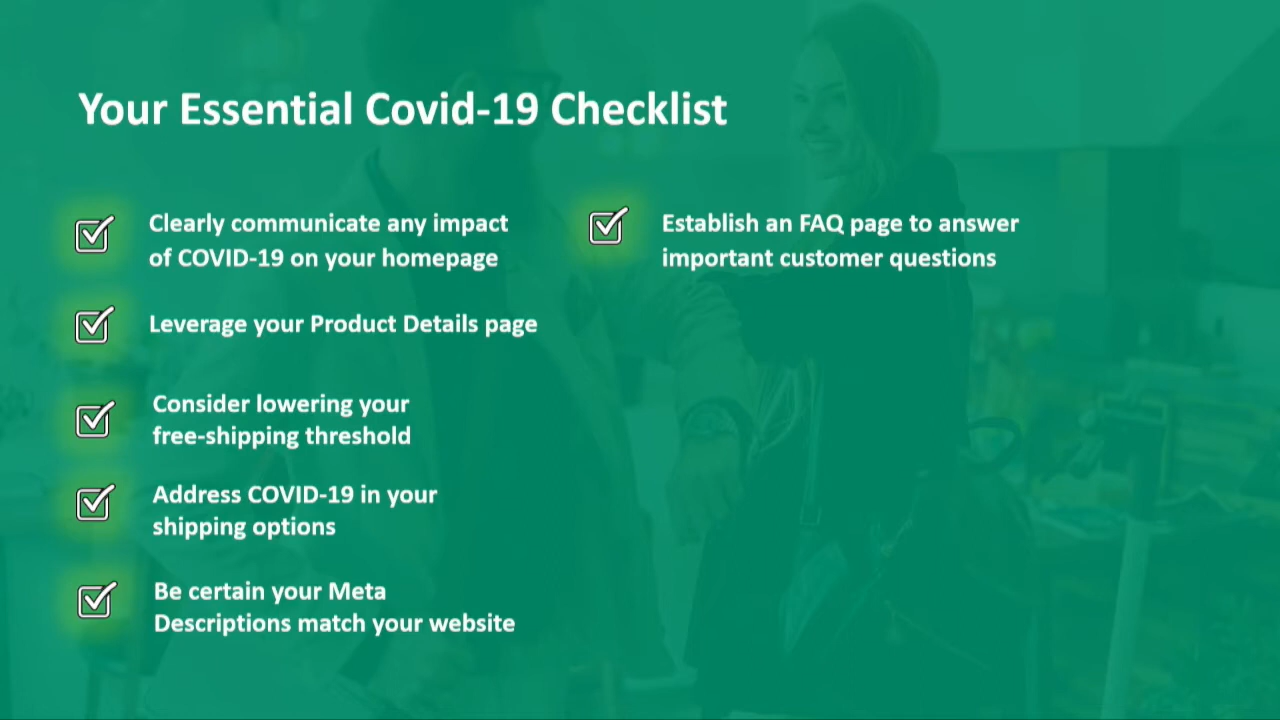 Your Essential Covid-19 Checklist
Clearly communicate any impact
of COVID-19 on your homepage
Leverage your Product Details page
Consider lowering your
free-shipping threshold
Address COVID-19 in your
shipping options
Be certain your Meta
Descriptions match your website
Establish an FAQ page to answer
important customer questions